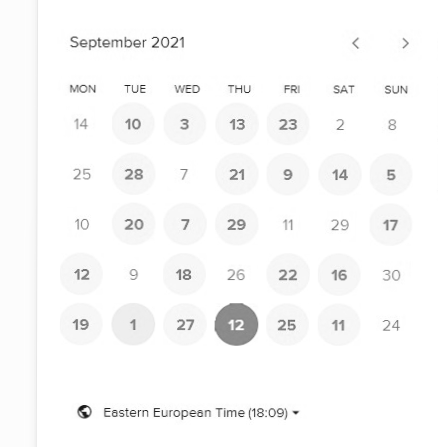 September 2021
MON TUE WED THU FRI SAT SUN
14 10 3 13 23 2 8
25 28 7 21 9 14 5
10 20 7 29 11 29 17
12 9 18 26 22 16 30
19 1 27 12 25 11 24
Eastern European Time (18:09)